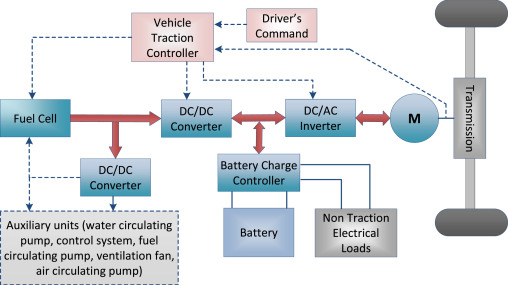 Vehicle
Traction
Controller
Driver's
Command
Fuel Cell
DC/DC
Converter
DC/AC
Inverter
M
Transmission
DC/DC
Converter
Battery Charge
Controller
Auxiliary units (water circulating
pump, control system, fuel
circulating pump, ventilation fan,
air circulating pump)
Battery
Non Traction
Electrical
Loads